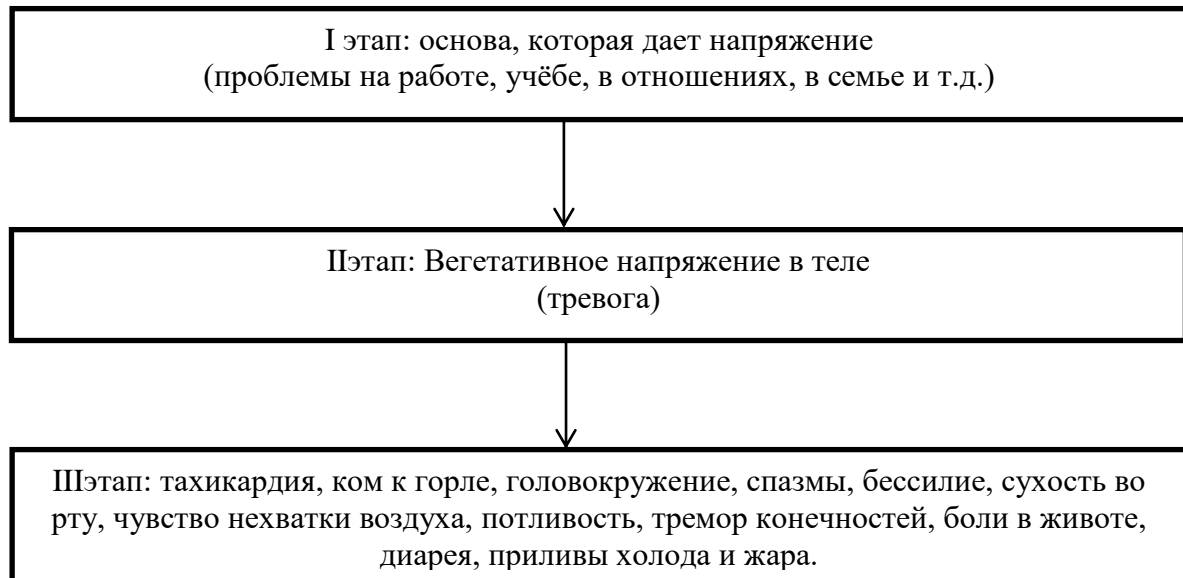 I этап: основа, которая дает напряжение
(проблемы на работе, учёбе, в отношениях, в семье и т.д.)
IIэтап: Вегетативное напряжение в теле
(тревога)
IIIэтап: тахикардия, ком к горле, головокружение, спазмы, бессилие, сухость во
рту, чувство нехватки воздуха, потливость, тремор конечностей, боли в животе,
диарея, приливы холода и жара.